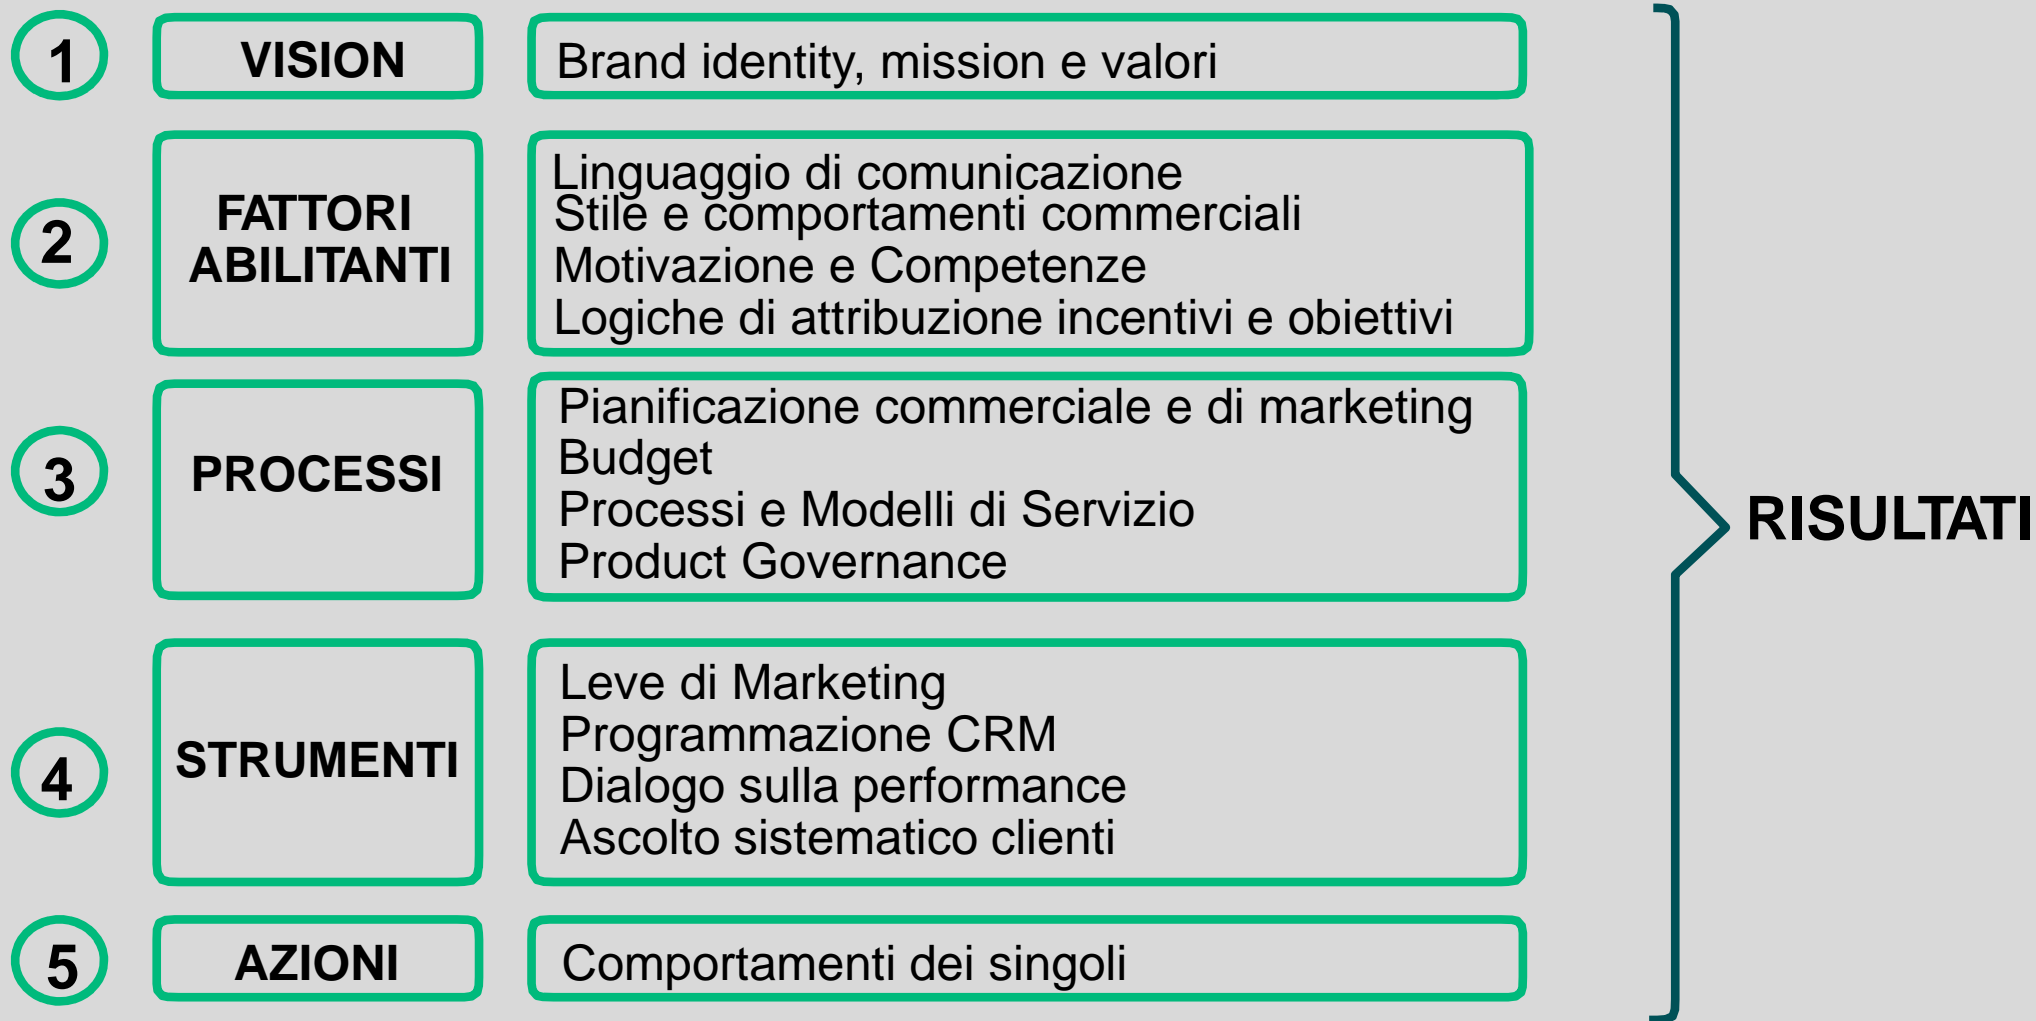 1
VISION
Brand identity, mission e valori
2
FATTORI
ABILITANTI
Linguaggio di comunicazione
Stile e comportamenti commerciali
Motivazione e Competenze
Logiche di attribuzione incentivi e obiettivi
3
PROCESSI
Pianificazione commerciale e di marketing
Budget
Processi e Modelli di Servizio
Product Governance
4
STRUMENTI
Leve di Marketing
Programmazione CRM
Dialogo sulla performance
Ascolto sistematico clienti
5
AZIONI
Comportamenti dei singoli
RISULTATI